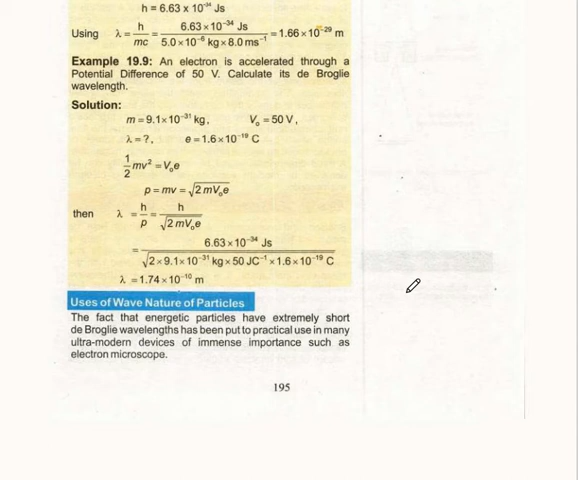 h = 6.63 x 10⁻³⁴ Js
Using λ = h/mc = 6.63×10⁻³⁴ Js / 5.0×10⁻⁶ kg×8.0 ms⁻¹ = 1.66×10⁻²⁹ m
Example 19.9: An electron is accelerated through a
Potential Difference of 50 V. Calculate its de Broglie
wavelength.
Solution:
m = 9.1×10⁻³¹ kg, V₀ = 50 V,
λ = ?, e = 1.6×10⁻¹⁹ C
1/2 mv² = V₀e
p = mv = √2 mV₀e
then λ = h/p = h/√2 mV₀e
= 6.63×10⁻³⁴ Js / √2×9.1×10⁻³¹ kg×50 JC⁻¹×1.6×10⁻¹⁹ C
λ = 1.74×10⁻¹⁰ m
Uses of Wave Nature of Particles
The fact that energetic particles have extremely short
de Broglie wavelengths has been put to practical use in many
ultra-modern devices of immense importance such as
electron microscope.
195